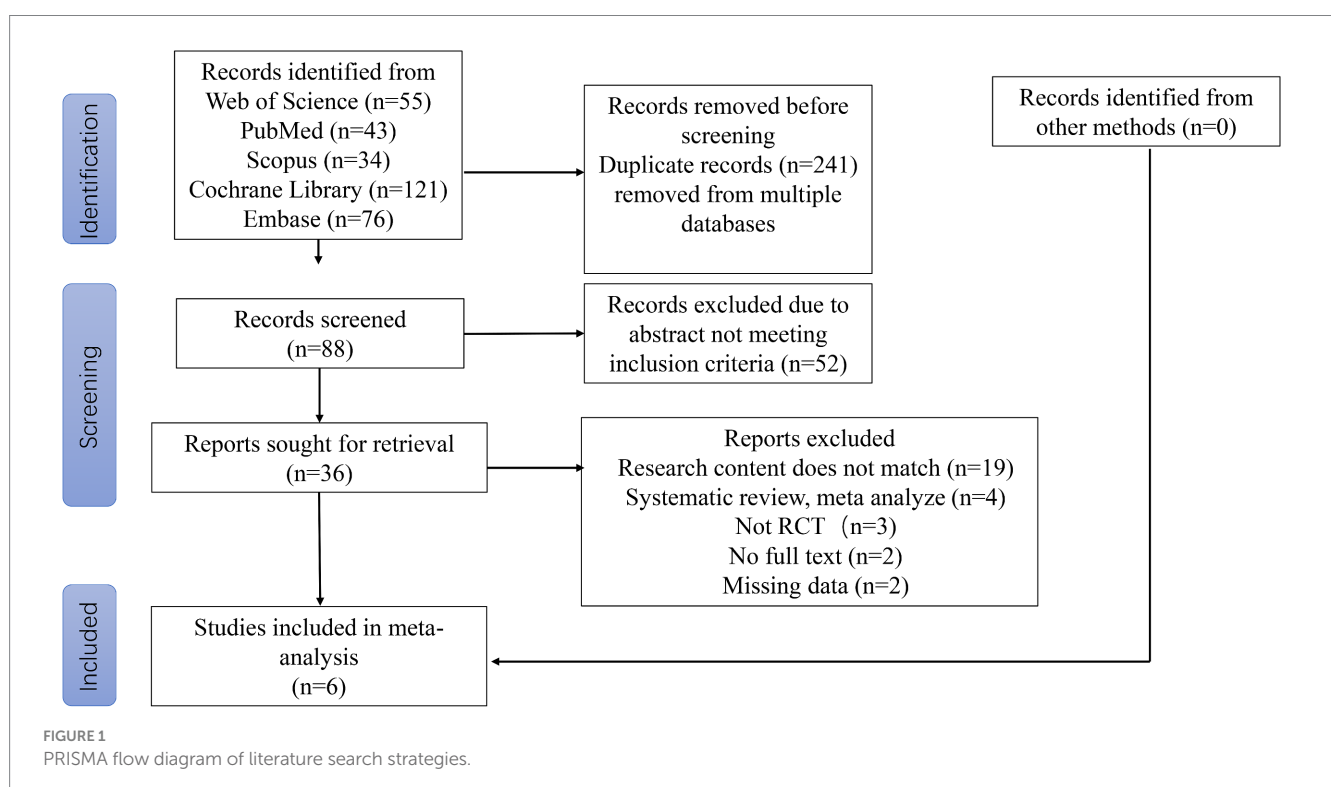 Identification
Records identified from
Web of Science (n=55)
PubMed (n=43)
Scopus (n=34)
Cochrane Library (n=121)
Embase (n=76)
Records removed before
screening
Duplicate records (n=241)
removed from multiple
databases
Records identified from
other methods (n=0)
Screening
Records screened
(n=88)
Records excluded due to
abstract not meeting
inclusion criteria (n=52)
Reports sought for retrieval
(n=36)
Reports excluded
Research content does not match (n=19)
Systematic review, meta analyze (n=4)
Not RCT（n=3)
No full text (n=2)
Missing data (n=2)
Included
Studies included in meta-
analysis
(n=6)
FIGURE 1
PRISMA flow diagram of literature search strategies.